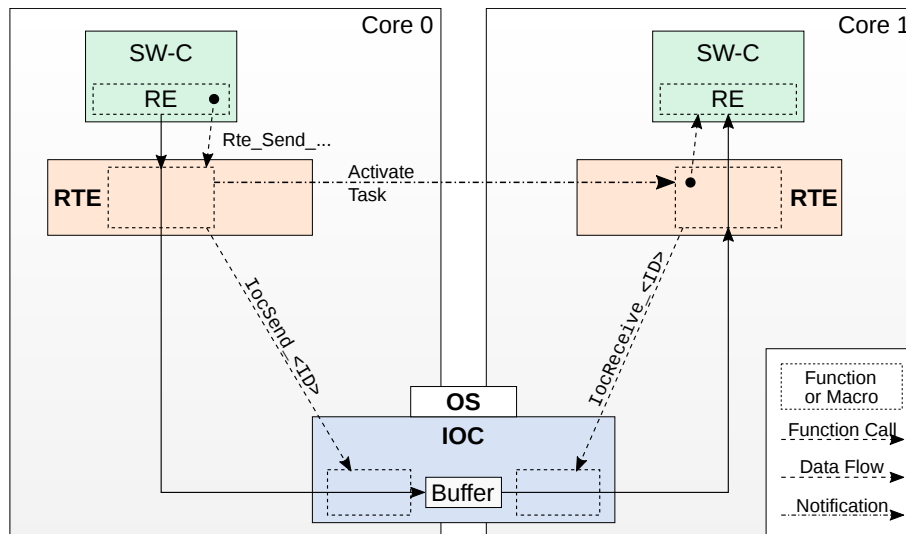 Core 0
Core 1
SW-C
SW-C
RE
RE
Rte_Send_...
Activate
Task
RTE
RTE
IocSend_<ID>
IocReceive_<ID>
OS
IOC
Buffer
Function
or Macro
Function Call
Data Flow
Notification